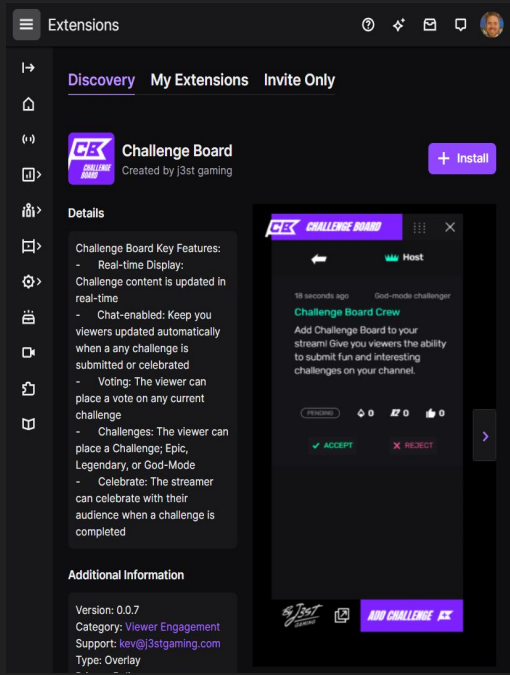 Extensions
Discovery My Extensions Invite Only
CB
CHALLENGE
BOARD
Challenge Board
Created by j3st gaming
+ Install
Details
Challenge Board Key Features:
- Real-time Display:
Challenge content is updated in
real-time
- Chat-enabled: Keep you
viewers updated automatically
when a any challenge is
submitted or celebrated
- Voting: The viewer can
place a vote on any current
challenge
- Challenges: The viewer can
place a Challenge; Epic,
Legendary, or God-Mode
- Celebrate: The streamer
can celebrate with their
audience when a challenge is
completed
Additional Information
Version: 0.0.7
Category: Viewer Engagement
Support: kev@j3stgaming.com
Type: Overlay
CB CHALLENGE BOARD
Host
18 seconds ago God-mode challenger
Challenge Board Crew
Add Challenge Board to your
stream! Give you viewers the ability
to submit fun and interesting
challenges on your channel.
PENDING 0 0 0
ACCEPT REJECT
By J3ST
GAMING
ADD CHALLENGE